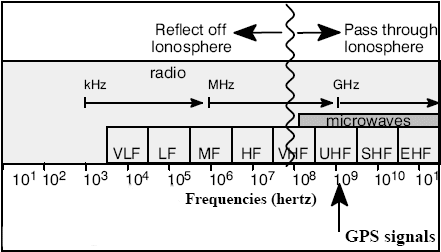 Reflect off Pass through
Ionosphere Ionosphere
radio
kHz MHz GHz
microwaves
VLF LF MF HF VHF UHF SHF EHF
10¹ 10² 10³ 10⁴ 10⁵ 10⁶ 10⁷ 10⁸ 10⁹ 10¹⁰ 10¹
Frequencies (hertz)
GPS signals